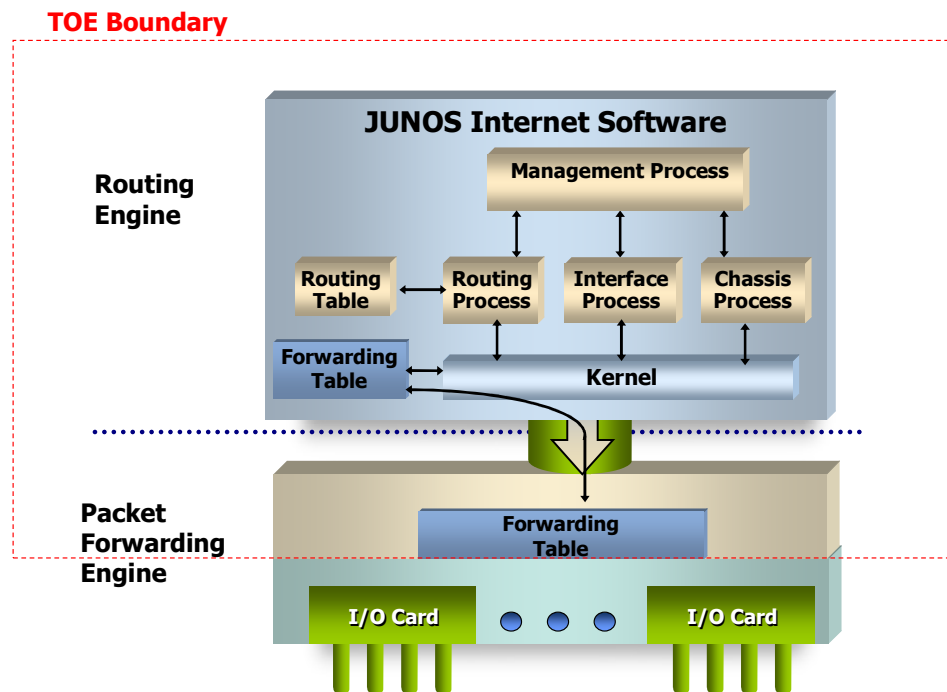 TOE Boundary
JUNOS Internet Software
Management Process
Routing
Engine
Routing
Table
Routing
Process
Interface
Process
Chassis
Process
Forwarding
Table
Kernel
Packet
Forwarding
Engine
Forwarding
Table
I/O Card
I/O Card